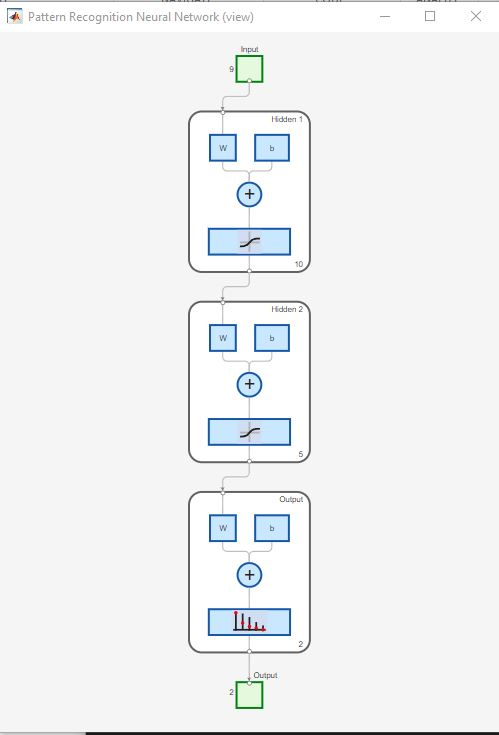 Pattern Recognition Neural Network (view)
Input
9
Hidden 1
W b
+
10
Hidden 2
W b
+
5
Output
W b
+
2
Output
2